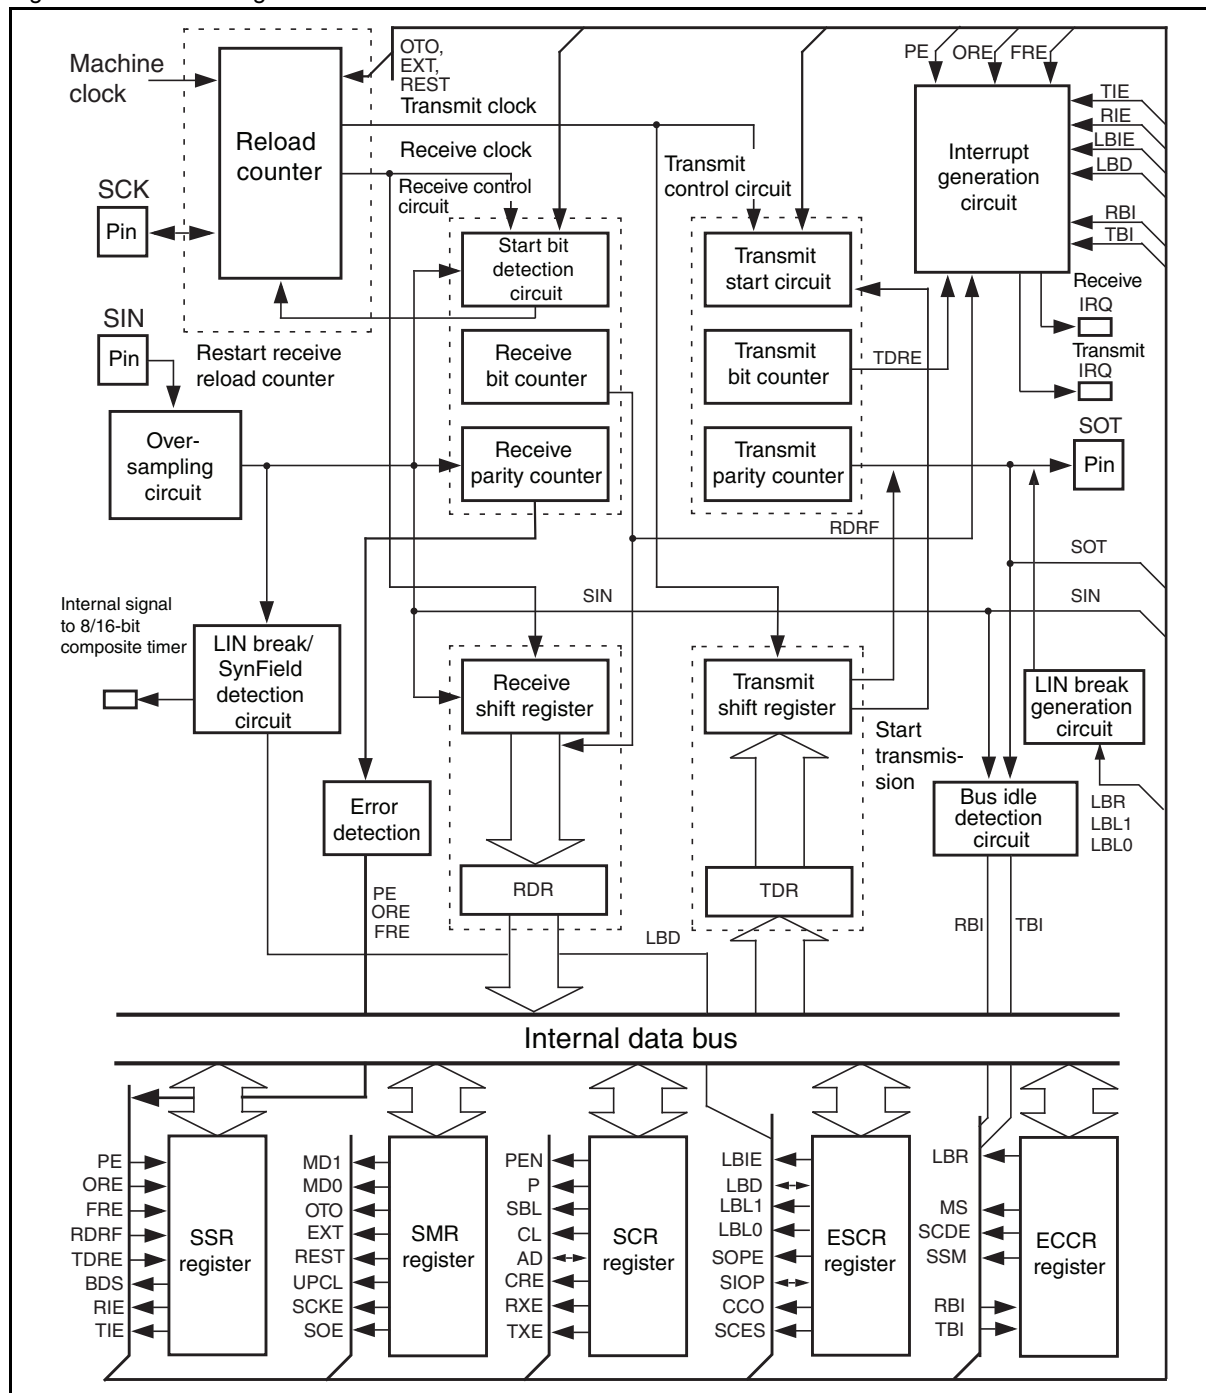 Machine
clock
OTO,
EXT,
REST
Transmit clock
Reload
counter
Receive clock
Receive control
circuit
Transmit
control circuit
PE
ORE
FRE
TIE
RIE
LBIE
LBD
RBI
TBI
Interrupt
generation
circuit
SCK
Pin
Start bit
detection
circuit
Transmit
start circuit
Receive
IRQ
Transmit
IRQ
SIN
Pin
Restart receive
reload counter
Receive
bit counter
Transmit
bit counter
TDRE
Over-
sampling
circuit
Receive
parity counter
Transmit
parity counter
SOT
Pin
RDRF
SOT
SIN
SIN
Internal signal
to 8/16-bit
composite timer
LIN break/
SynField
detection
circuit
Receive
shift register
Transmit
shift register
LIN break
generation
circuit
Start
transmis-
sion
Error
detection
Bus idle
detection
circuit
LBR
LBL1
LBL0
RDR
TDR
PE
ORE
FRE
LBD
RBI
TBI
Internal data bus
PE
ORE
FRE
RDRF
TDRE
BDS
RIE
TIE
SSR
register
MD1
MD0
OTO
EXT
REST
UPCL
SCKE
SOE
SMR
register
PEN
P
SBL
CL
AD
CRE
RXE
TXE
SCR
register
LBIE
LBD
LBL1
LBL0
SOPE
SIOP
CCO
SCES
ESCR
register
LBR
MS
SCDE
SSM
RBI
TBI
ECCR
register